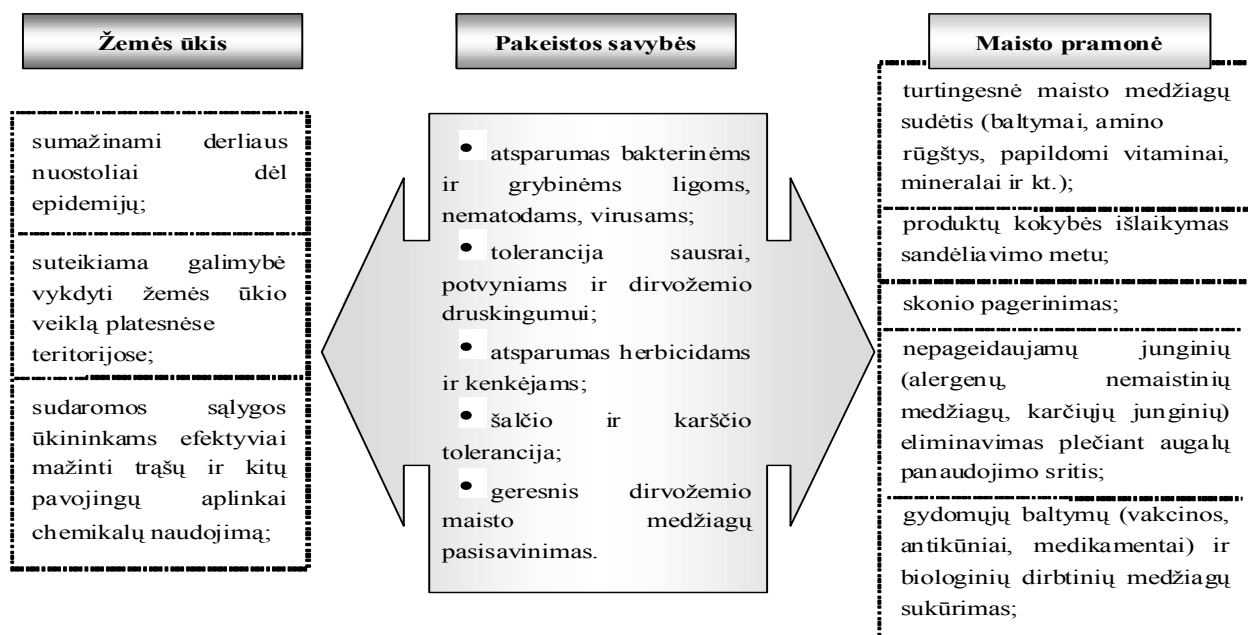 Žemės ūkis
sumažinami derliaus
nuostoliai dėl
epidemijų;
suteikiama galimybė
vykdyti žemės ūkio
veiklą platesnėse
teritorijose;
sudaromos sąlygos
ūkininkams efektyviai
mažinti trąšų ir kitų
pavojingų aplinkai
chemikalų naudojimą;
Pakeistos savybės
• atsparumas bakterinėms
ir grybinėms ligoms,
nematodams, virusams;
• tolerancija sausrai,
potvyniams ir dirvožemio
druskingumui;
• atsparumas herbicidams
ir kenkėjams;
• šalčio ir karščio
tolerancija;
• geresnis dirvožemio
maisto medžiagų
pasisavinimas.
Maisto pramonė
turtingesnė maisto medžiagų
sudėtis (baltymai, amino
rūgštys, papildomi vitaminai,
mineralai ir kt.);
produktų kokybės išlaikymas
sandėliavimo metu;
skonio pagerinimas;
nepageidaujamų junginių
(alergenų, nemaistinių
medžiagų, karčiųjų junginių)
eliminavimas plečiant augalų
panaudojimo sritis;
gydomųjų baltymų (vakcinos,
antikūniai, medikamentai) ir
biologinių dirbtinių medžiagų
sukūrimas;